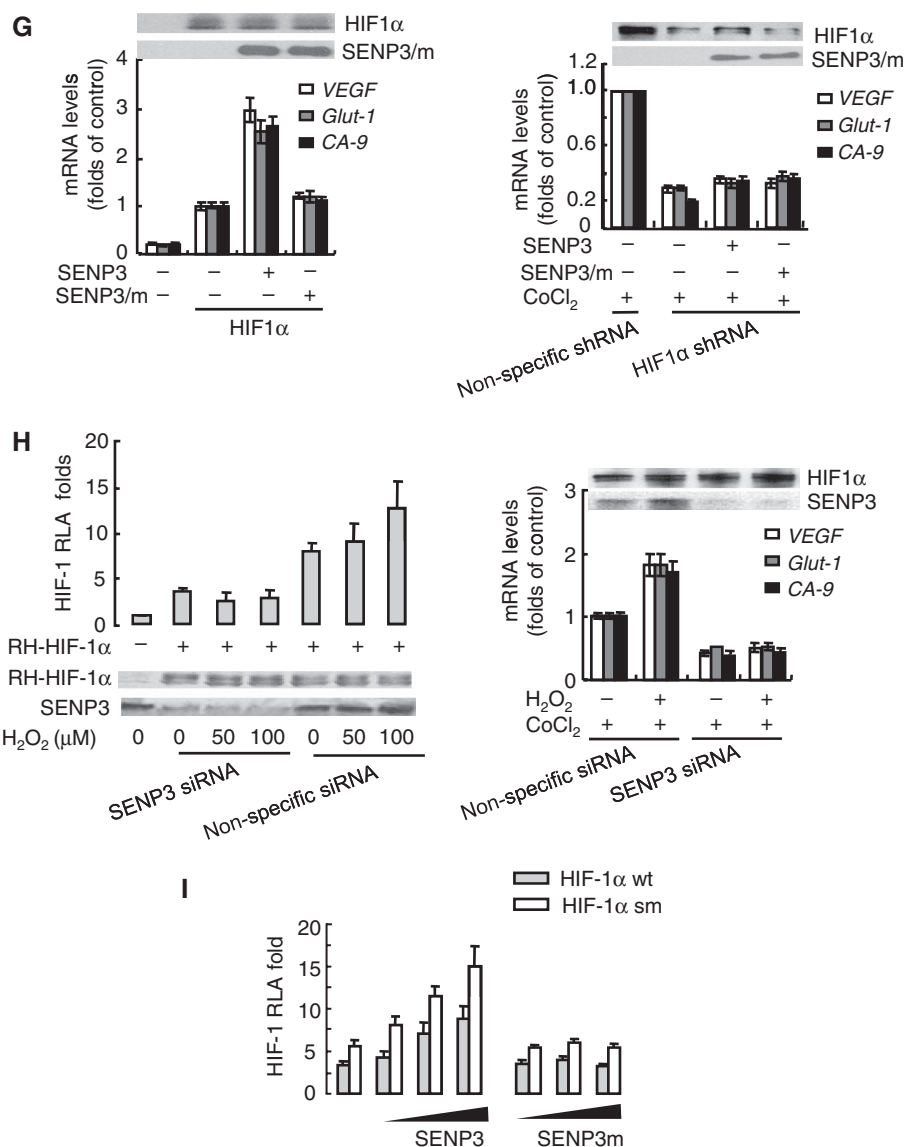 G
HIF1α
SENP3/m
4
3
2
1
0
mRNA levels
(folds of control)
VEGF
Glut-1
CA-9
SENP3 – – + –
SENP3/m – – – +
HIF1α
HIF1α
SENP3/m
1.2
1.0
0.6
0.2
0
mRNA levels
(folds of control)
VEGF
Glut-1
CA-9
SENP3 – – + –
SENP3/m – – – +
CoCl2 + + + +
Non-specific shRNA
HIF1α shRNA
H
20
15
10
5
0
HIF-1 RLA folds
RH-HIF-1α – + + + + + +
RH-HIF-1α
SENP3
H2O2 (μM) 0 0 50 100 0 50 100
SENP3 siRNA
Non-specific siRNA
HIF1α
SENP3
3
2
1
0
mRNA levels
(folds of control)
VEGF
Glut-1
CA-9
H2O2 – + – +
CoCl2 + + + +
Non-specific siRNA
SENP3 siRNA
I
HIF-1α wt
HIF-1α sm
20
15
10
5
0
HIF-1 RLA fold
SENP3
SENP3m